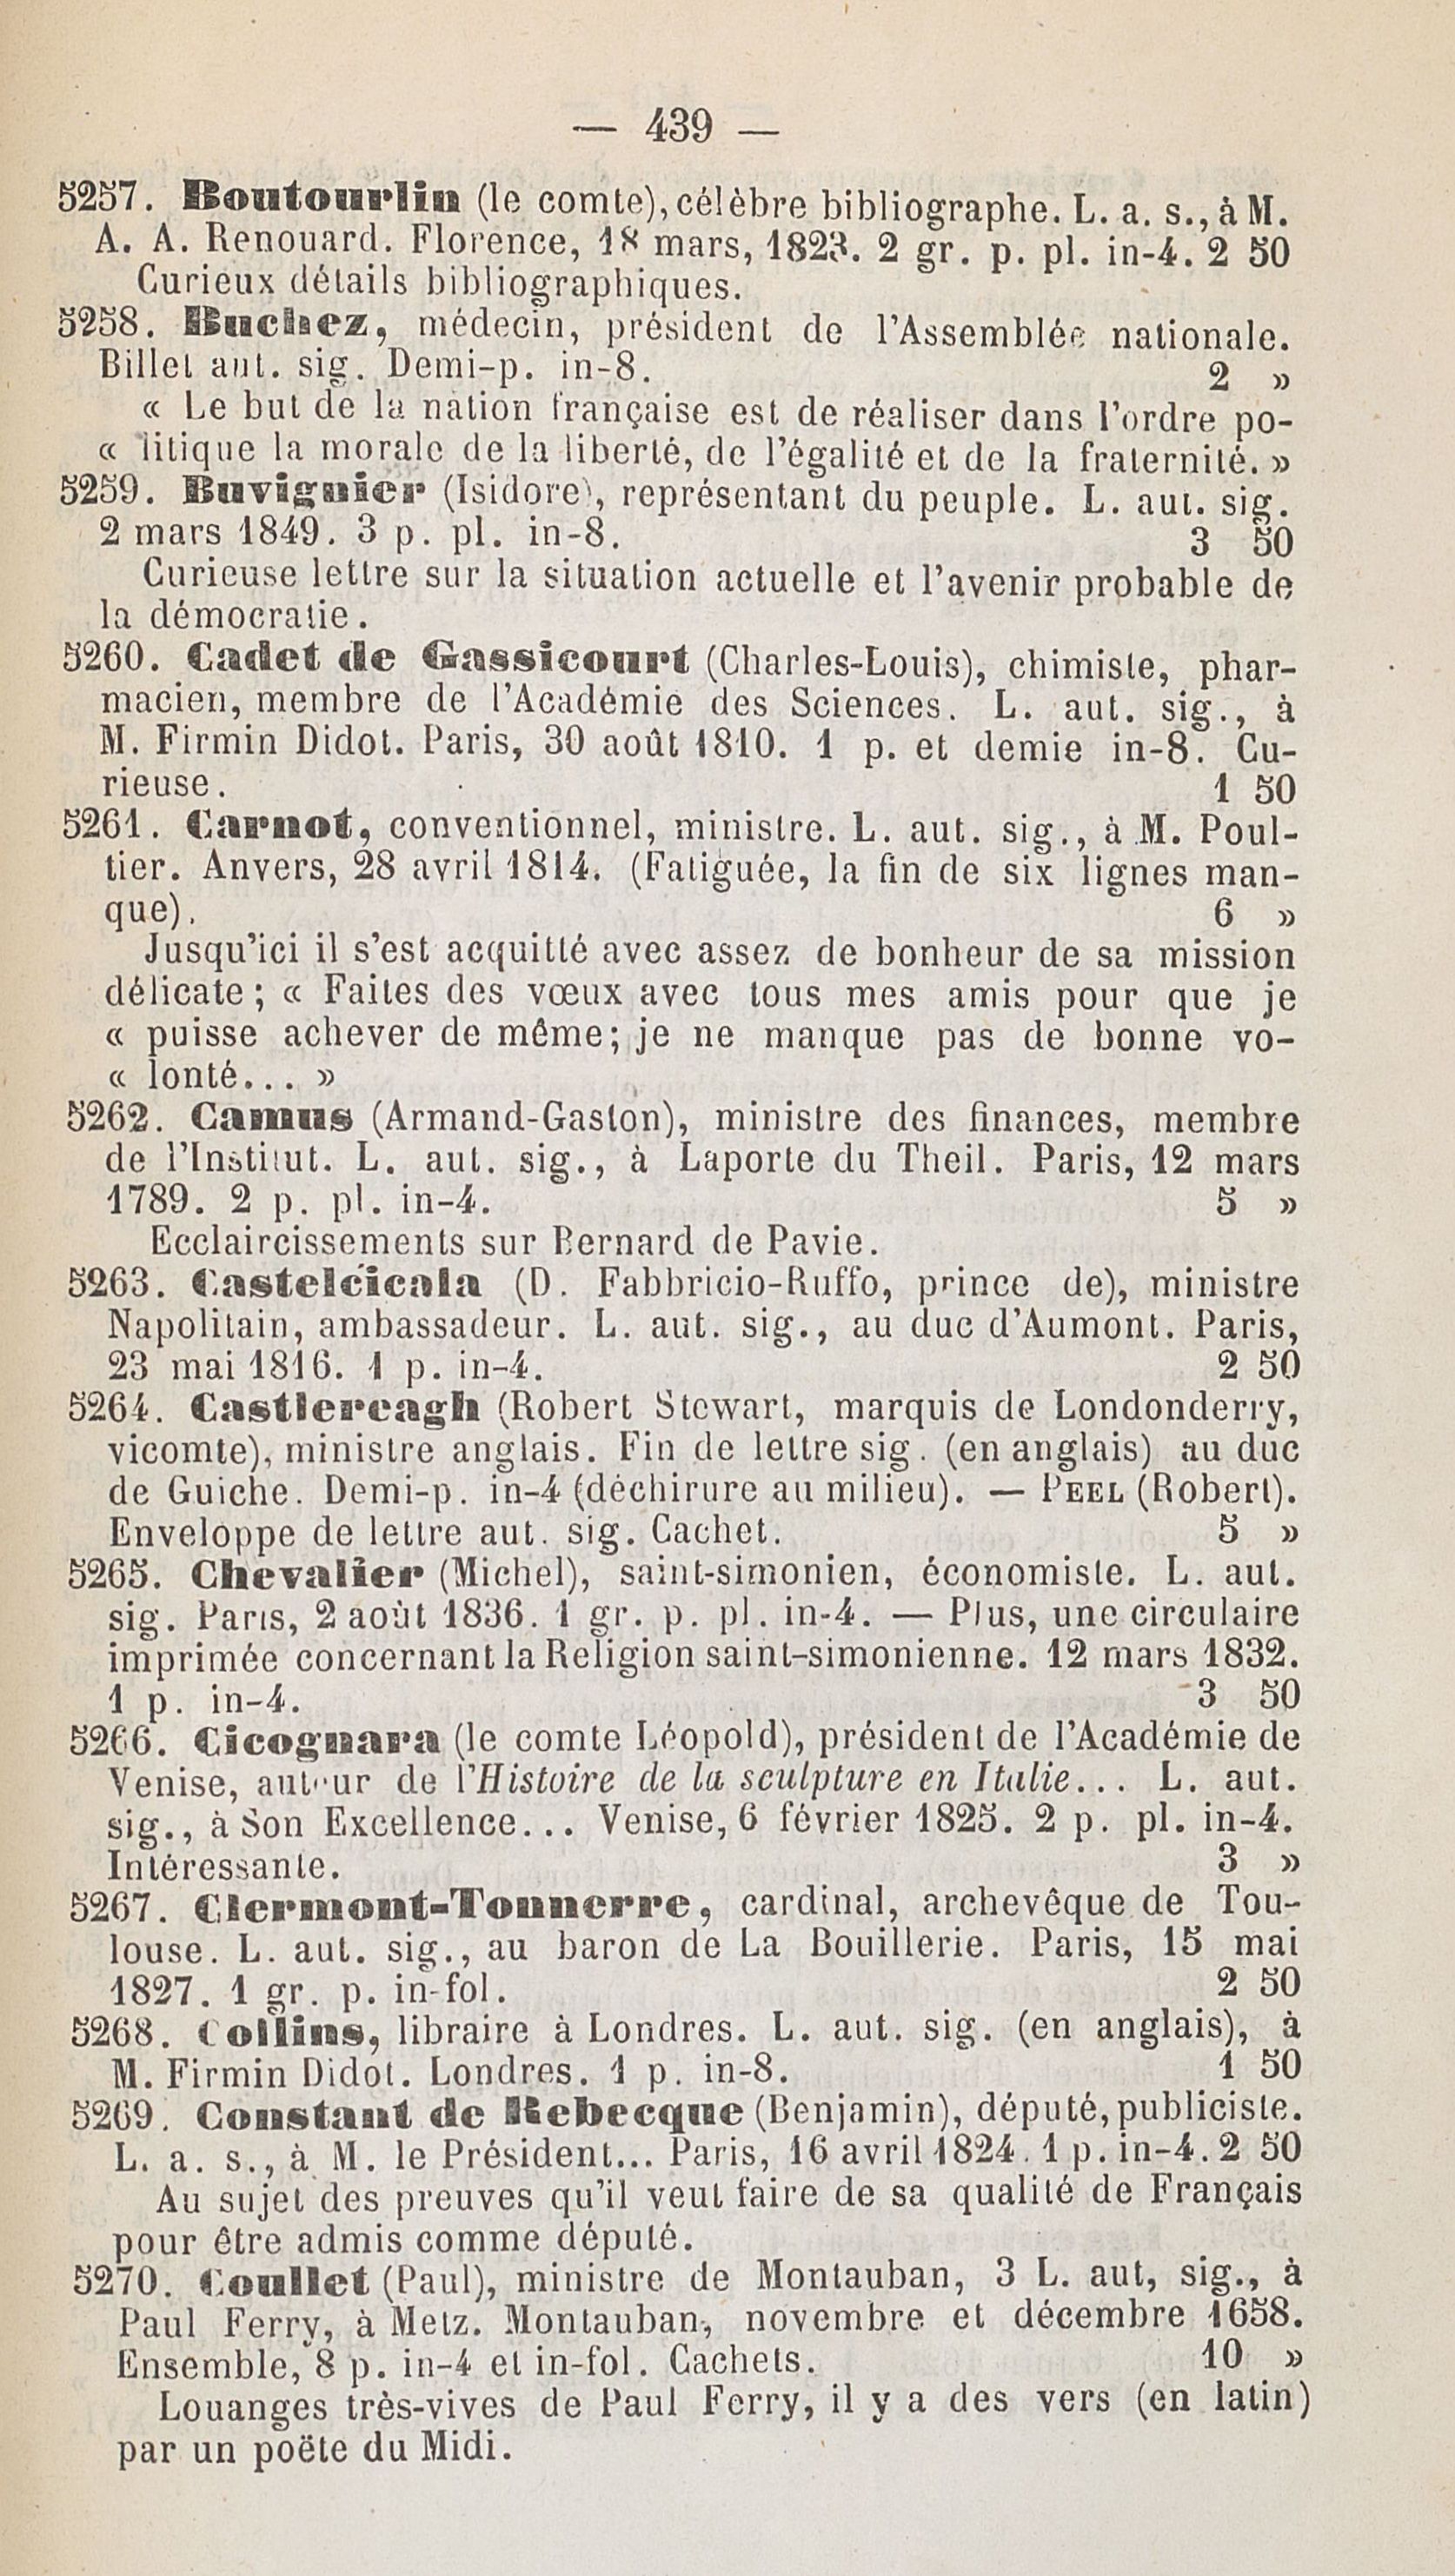 — 439 —
5257. Boutourlin (le comte), célèbre bibliographe. L. a. s., à M.
A. A. Renouard. Florence, 18 mars, 1823. 2 gr. p. pl. in-4. 2 50
Curieux détails bibliographiques.
5258. Buchez, médecin, président de l'Assemblée nationale.
Billet aut. sig. Demi-p. in-8. 2 »
« Le but de la nation française est de réaliser dans l'ordre po-
« litique la morale de la liberté, de l'égalité et de la fraternité. »
5259. Buvignier (Isidore), représentant du peuple. L. aut. sig.
2 mars 1849. 3 p. pl. in-8. 3 50
Curieuse lettre sur la situation actuelle et l'avenir probable de
la démocratie.
5260. Cadet de Gassicourt (Charles-Louis), chimiste, phar-
macien, membre de l'Académie des Sciences. L. aut. sig., à
M. Firmin Didot. Paris, 30 août 1810. 1 p. et demie in-8. Cu-
rieuse. 1 50
5261. Carnot, conventionnel, ministre. L. aut. sig., à M. Poul-
tier. Anvers, 28 avril 1814. (Fatiguée, la fin de six lignes man-
que). 6 »
Jusqu'ici il s'est acquitté avec assez de bonheur de sa mission
délicate ; « Faites des vœux avec tous mes amis pour que je
« puisse achever de même; je ne manque pas de bonne vo-
« lonté... »
5262. Camus (Armand-Gaston), ministre des finances, membre
de l'Institut. L. aut. sig., à Laporte du Theil. Paris, 12 mars
1789. 2 p. pl. in-4. 5 »
Ecclaircissements sur Bernard de Pavie.
5263. Castelcicala (D. Fabbricio-Ruffo, prince de), ministre
Napolitain, ambassadeur. L. aut. sig., au duc d'Aumont. Paris,
23 mai 1816. 1 p. in-4. 2 50
5264. Castlereagh (Robert Stewart, marquis de Londonderry,
vicomte), ministre anglais. Fin de lettre sig. (en anglais) au duc
de Guiche. Demi-p. in-4 (déchirure au milieu). — PEEL (Robert).
Enveloppe de lettre aut. sig. Cachet. 5 »
5265. Chevalier (Michel), saint-simonien, économiste. L. aut.
sig. Paris, 2 août 1836. 1 gr. p. pl. in-4. — Plus, une circulaire
imprimée concernant la Religion saint-simonienne. 12 mars 1832.
1 p. in-4. 3 50
5266. Cicognara (le comte Léopold), président de l'Académie de
Venise, auteur de l'Histoire de la sculpture en Italie... L. aut.
sig., à Son Excellence... Venise, 6 février 1825. 2 p. pl. in-4.
Intéressante. 3 »
5267. Clermont-Tonnerre, cardinal, archevêque de Tou-
louse. L. aut. sig., au baron de La Bouillerie. Paris, 15 mai
1827. 1 gr. p. in-fol. 2 50
5268. Collins, libraire à Londres. L. aut. sig. (en anglais), à
M. Firmin Didot. Londres. 1 p. in-8. 1 50
5269. Constant de Rebecque (Benjamin), député, publiciste.
L. a. s., à M. le Président... Paris, 16 avril 1824. 1 p. in-4. 2 50
Au sujet des preuves qu'il veut faire de sa qualité de Français
pour être admis comme député.
5270. Coullet (Paul), ministre de Montauban, 3 L. aut, sig., à
Paul Ferry, à Metz. Montauban, novembre et décembre 1658.
Ensemble, 8 p. in-4 et in-fol. Cachets. 10 »
Louanges très-vives de Paul Ferry, il y a des vers (en latin)
par un poëte du Midi.